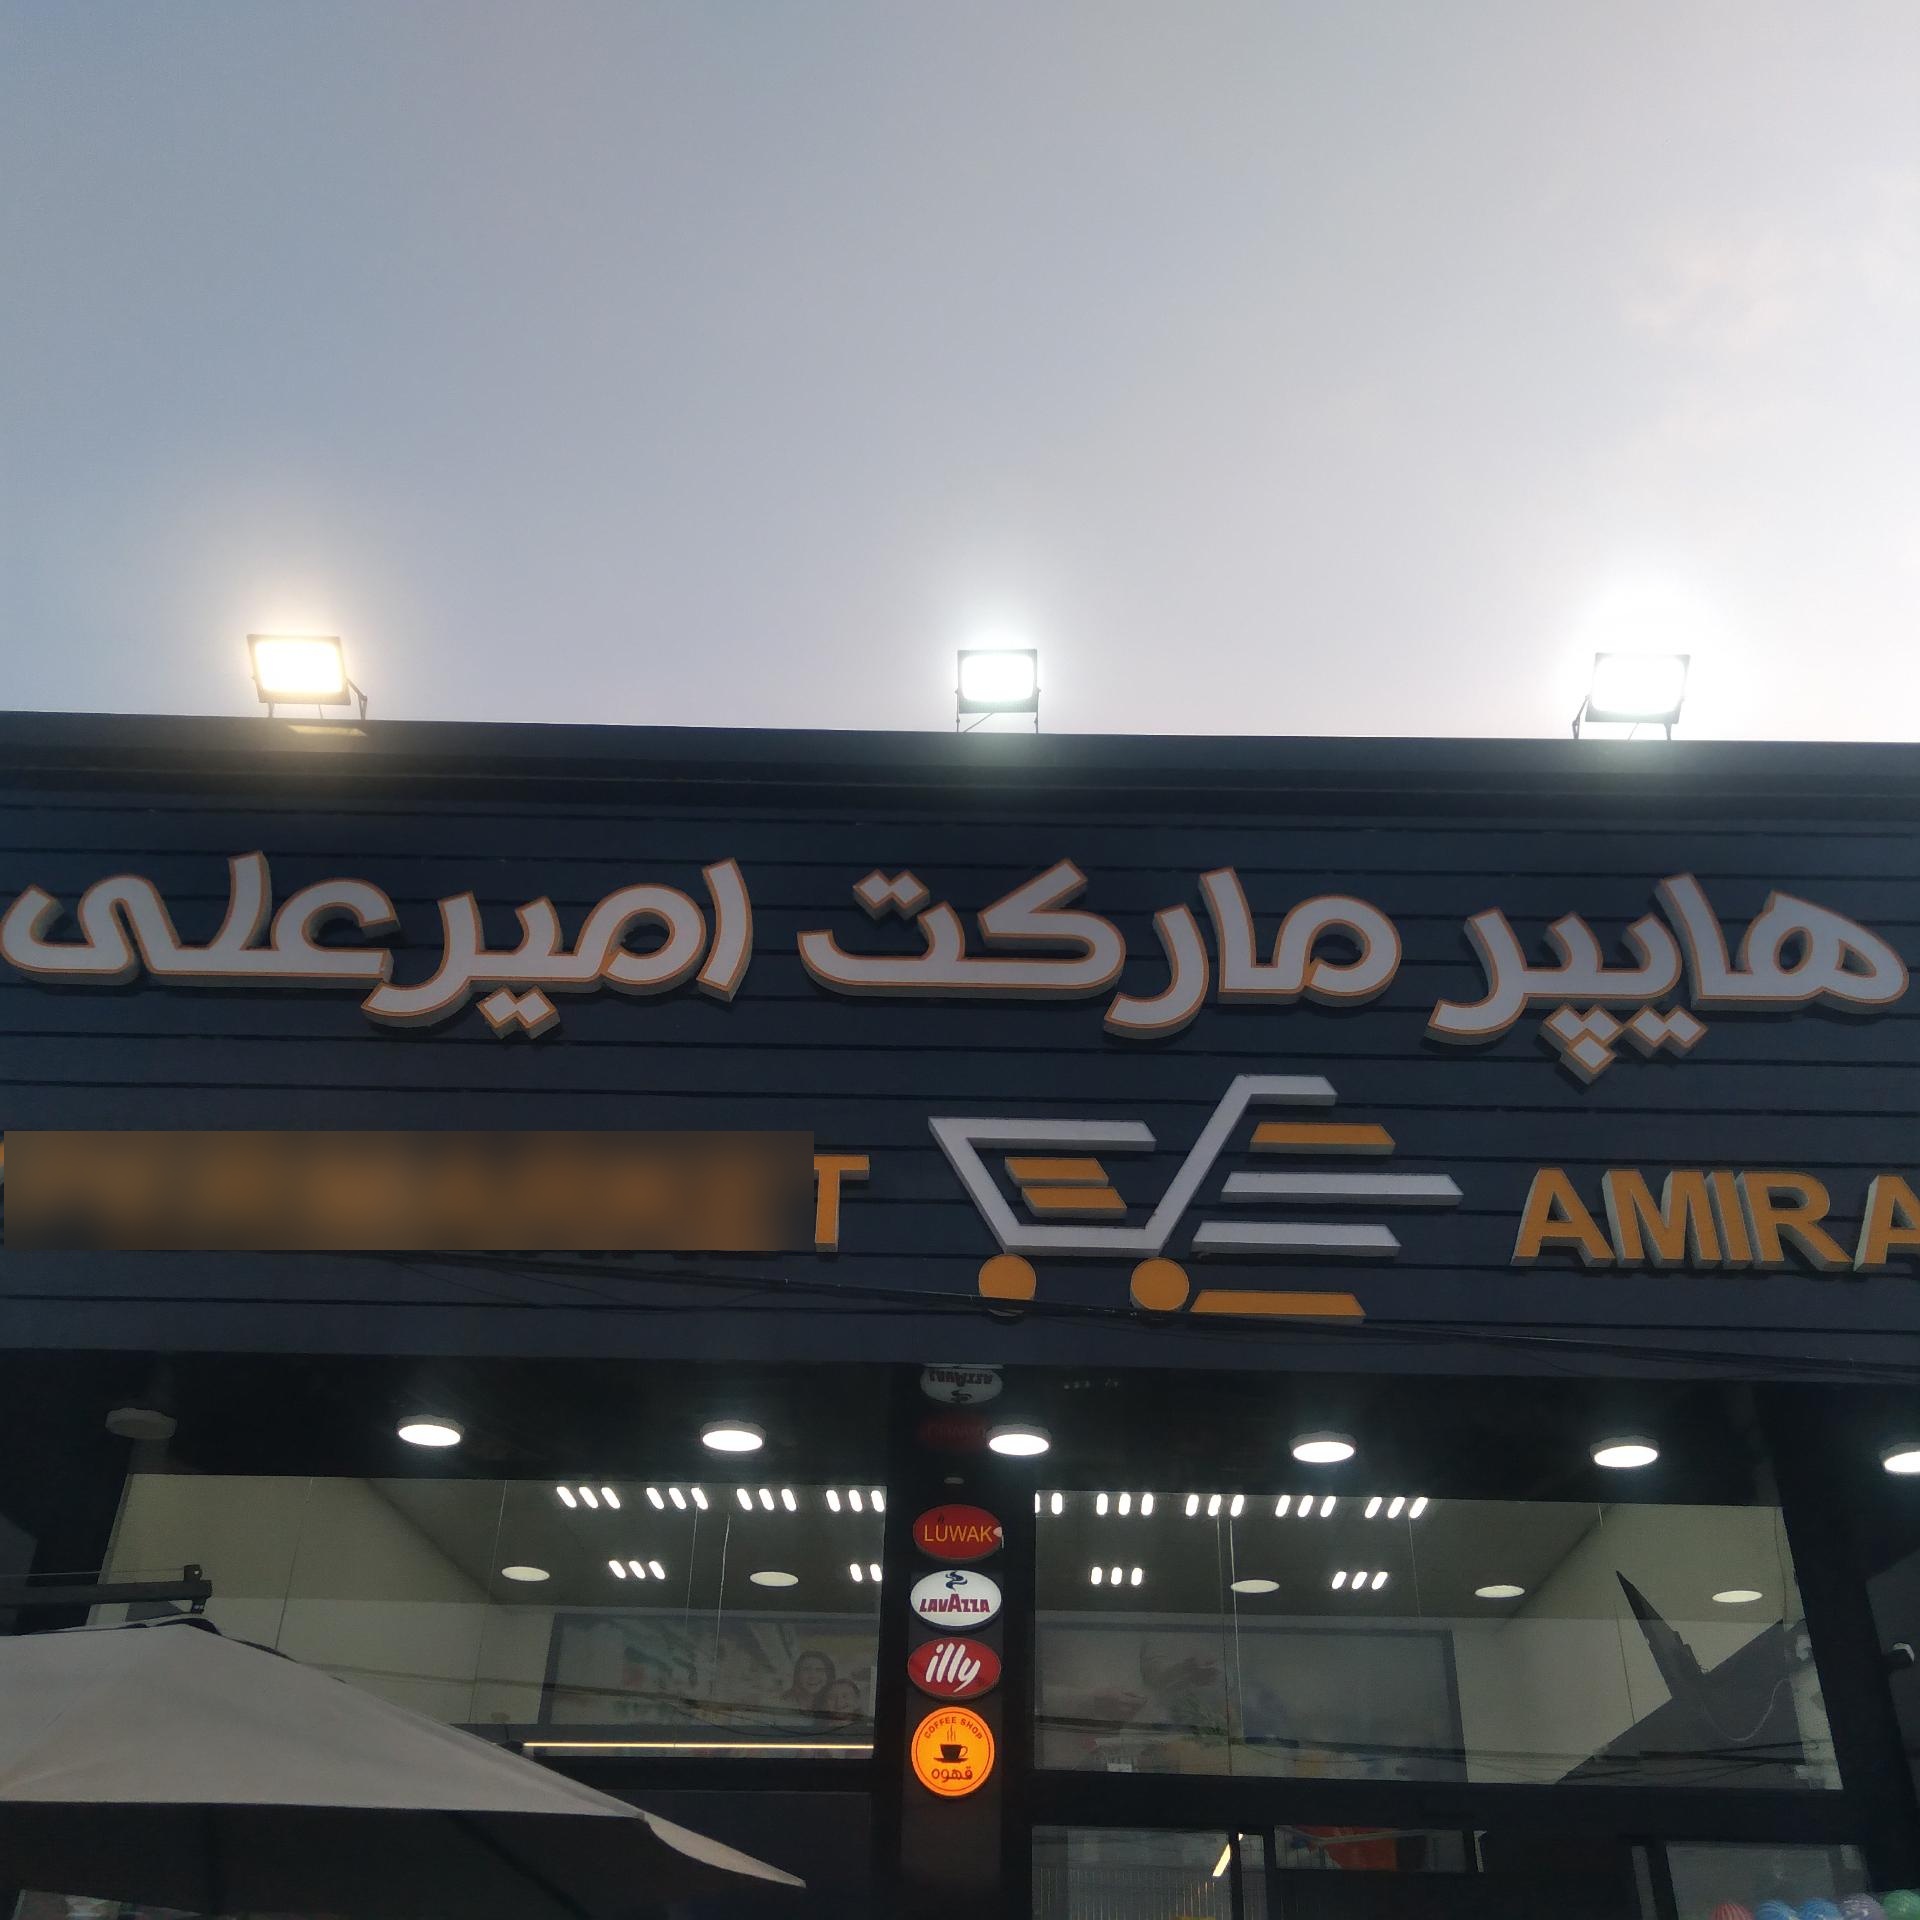 هایپر مارکت امیرعلی
T AMIRA
LUWAK
LAVAZZA
illy
COFFEE SHOP
قهوه